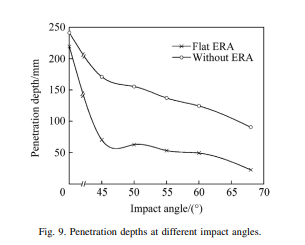 250
200
150
100
50
0
45
50
55
60
65
70
Penetration depth/mm
Flat ERA
Without ERA
Impact angle/(°)
Fig. 9. Penetration depths at different impact angles.